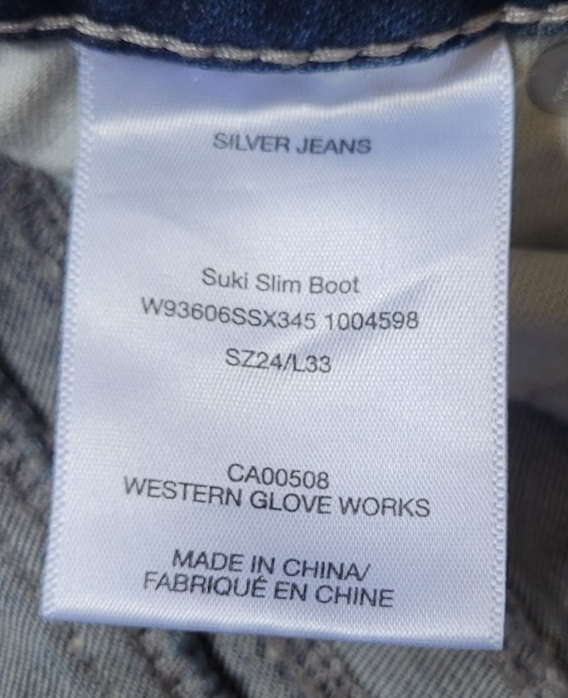 SILVER JEANS
Suki Slim Boot
W93606SSX345 1004598
SZ24/L33
CA00508
WESTERN GLOVE WORKS
MADE IN CHINA/
FABRIQUÉ EN CHINE